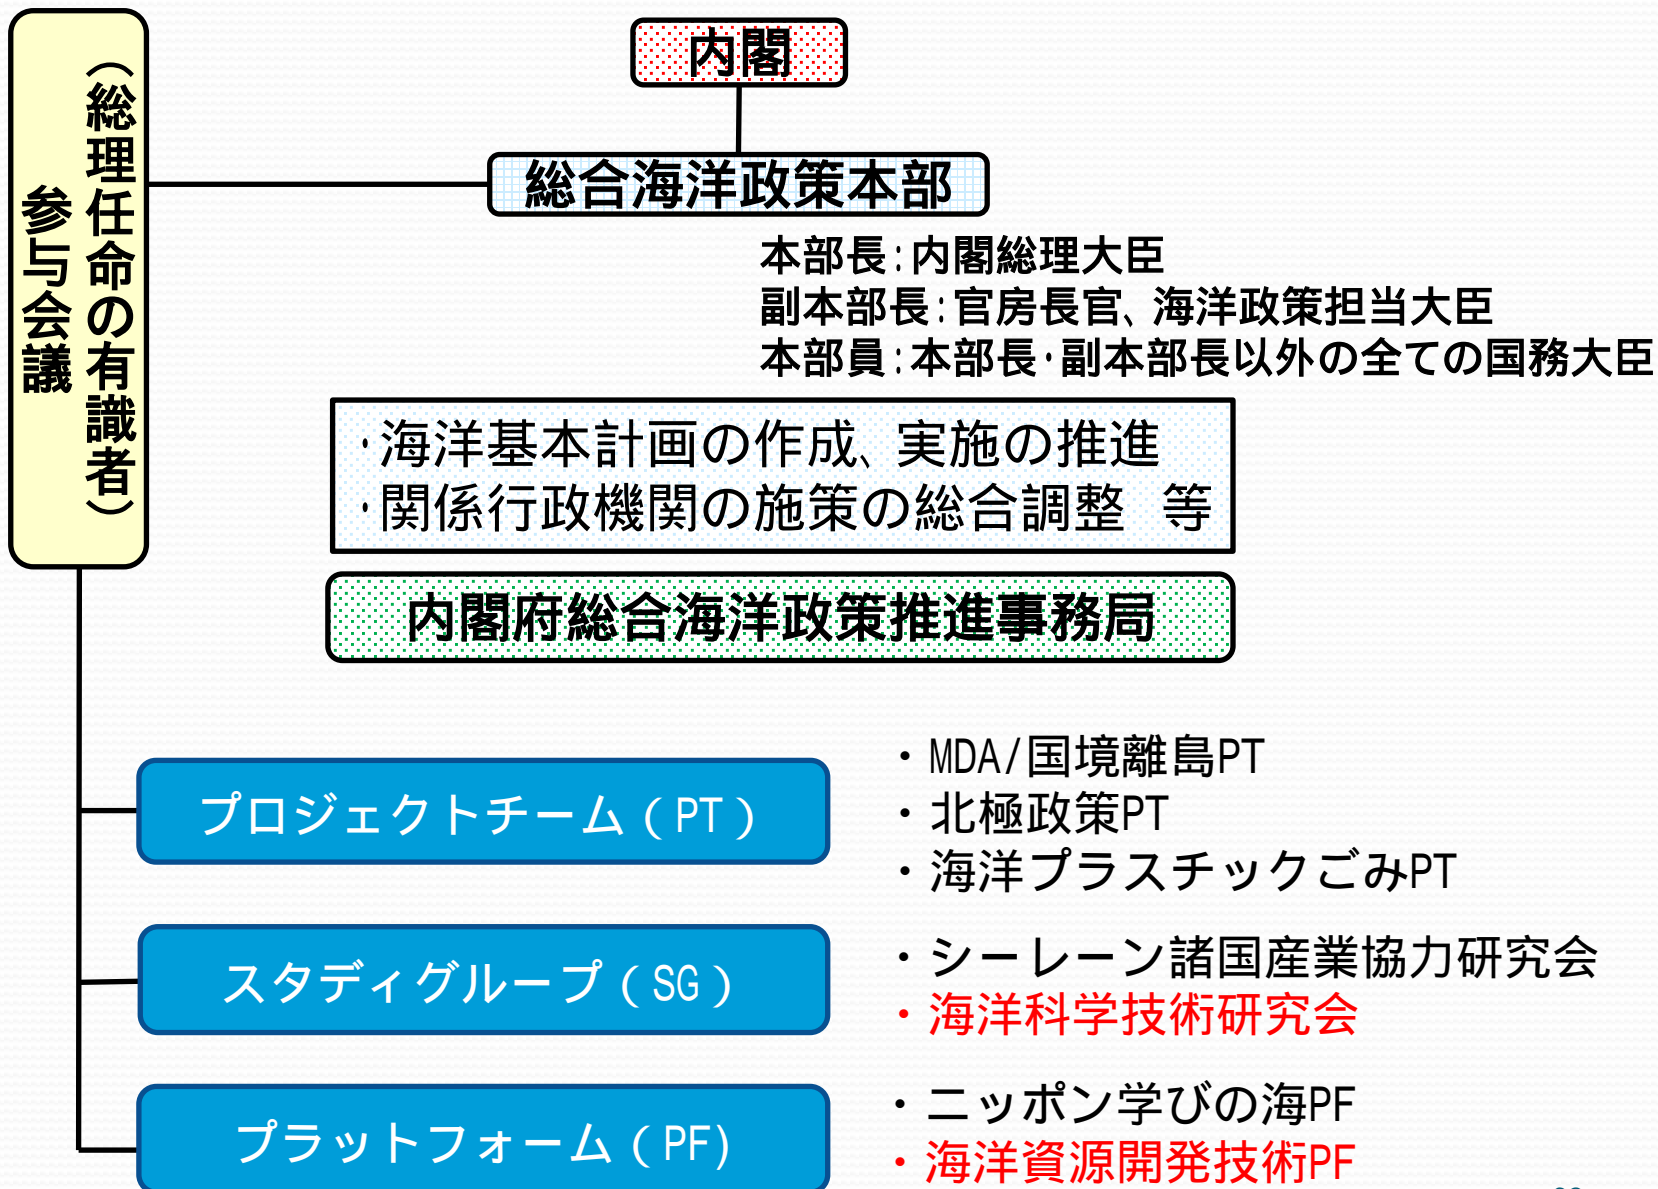 （総理任命の有識者）
参与会議
内閣
総合海洋政策本部
本部長：内閣総理大臣
副本部長：官房長官、海洋政策担当大臣
本部員：本部長・副本部長以外の全ての国務大臣
・海洋基本計画の作成、実施の推進
・関係行政機関の施策の総合調整　等
内閣府総合海洋政策推進事務局
プロジェクトチーム（PT）
・MDA/国境離島PT
・北極政策PT
・海洋プラスチックごみPT
スタディグループ（SG）
・シーレーン諸国産業協力研究会
・海洋科学技術研究会
プラットフォーム（PF)
・ニッポン学びの海PF
・海洋資源開発技術PF